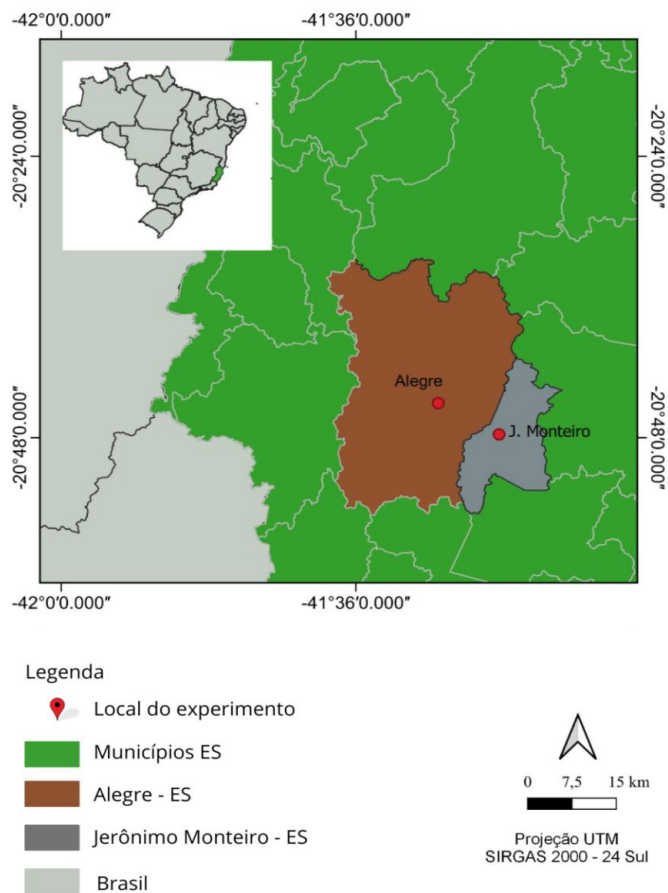 -42°0′0.000″
-41°36′0.000″
-20°24′0.000″
-20°24′0.000″
Alegre
J. Monteiro
-20°48′0.000″
-20°48′0.000″
-42°0′0.000″
-41°36′0.000″
Legenda
Local do experimento
Municípios ES
Alegre - ES
Jerônimo Monteiro - ES
Brasil
0 7,5 15 km
Projeção UTM
SIRGAS 2000 - 24 Sul